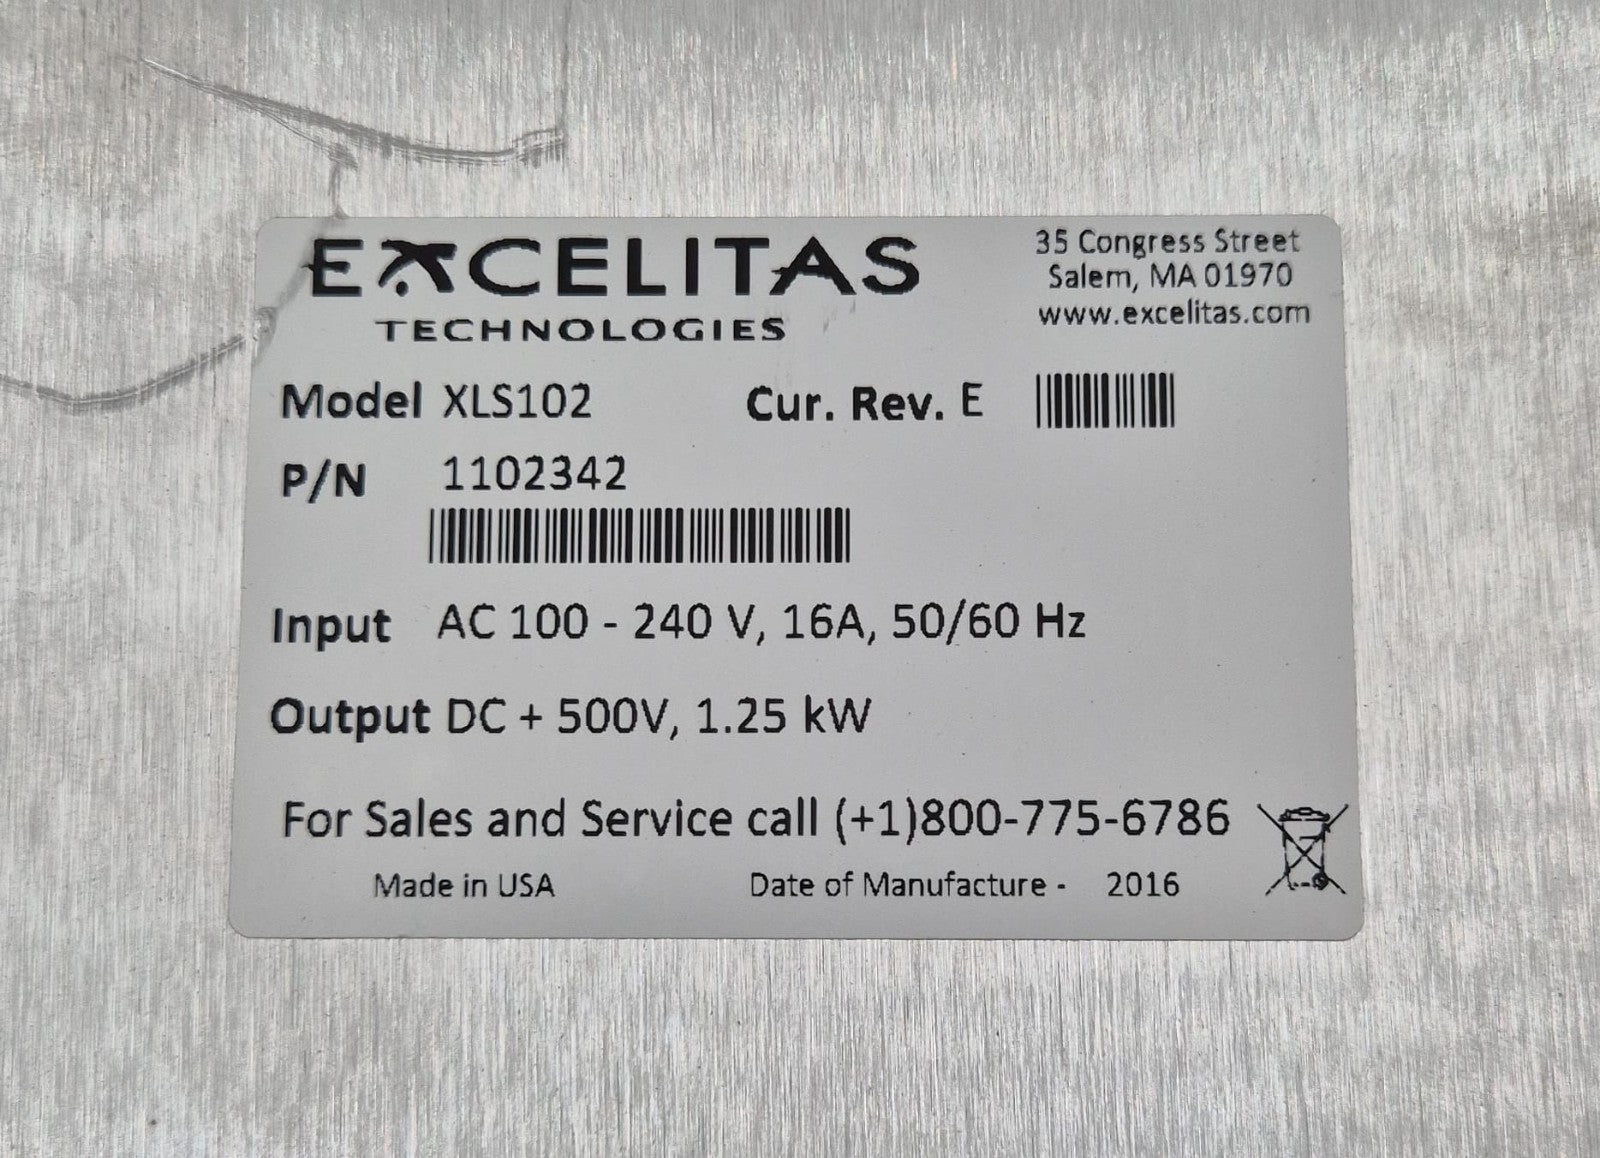 EXCELITAS
TECHNOLOGIES
35 Congress Street
Salem, MA 01970
www.excelitas.com
Model XLS102 Cur. Rev. E
P/N 1102342
Input AC 100 - 240 V, 16A, 50/60 Hz
Output DC + 500V, 1.25 kW
For Sales and Service call (+1)800-775-6786
Made in USA Date of Manufacture - 2016